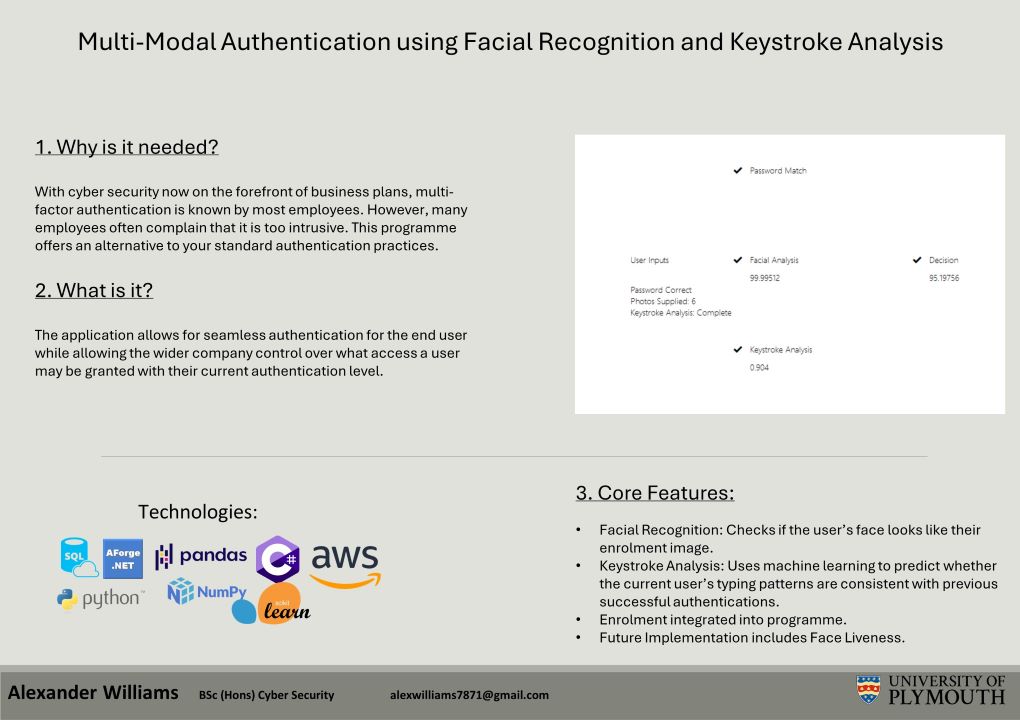 Multi-Modal Authentication using Facial Recognition and Keystroke Analysis
1. Why is it needed?
With cyber security now on the forefront of business plans, multi-
factor authentication is known by most employees. However, many
employees often complain that it is too intrusive. This programme
offers an alternative to your standard authentication practices.
2. What is it?
The application allows for seamless authentication for the end user
while allowing the wider company control over what access a user
may be granted with their current authentication level.
Password Match
User Inputs
Facial Analysis
Decision
99.99512
95.19756
Password Correct
Photos Supplied: 6
Keystroke Analysis: Complete
Keystroke Analysis
0.904
Technologies:
SQL
AForge
.NET
pandas
C#
aws
python™
NumPy
scikit
learn
3. Core Features:
• Facial Recognition: Checks if the user’s face looks like their
enrolment image.
• Keystroke Analysis: Uses machine learning to predict whether
the current user’s typing patterns are consistent with previous
successful authentications.
• Enrolment integrated into programme.
• Future Implementation includes Face Liveness.
Alexander Williams BSc (Hons) Cyber Security alexwilliams7871@gmail.com
UNIVERSITY OF
PLYMOUTH